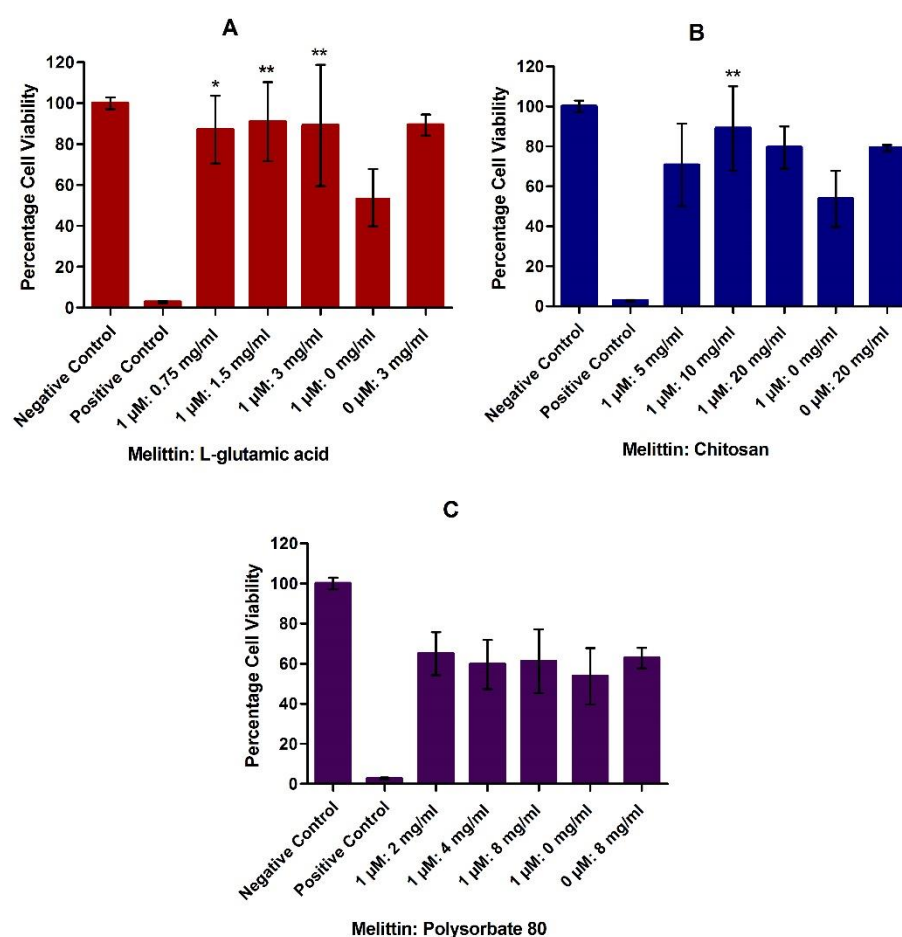 A
Percentage Cell Viability
120
100
80
60
40
20
0
*
**
**
Negative Control
Positive Control
1 µM: 0.75 mg/ml
1 µM: 1.5 mg/ml
1 µM: 3 mg/ml
1 µM: 0 mg/ml
0 µM: 3 mg/ml
Melittin: L-glutamic acid
B
Percentage Cell Viability
120
100
80
60
40
20
0
**
Negative Control
Positive Control
1 µM: 5 mg/ml
1 µM: 10 mg/ml
1 µM: 20 mg/ml
1 µM: 0 mg/ml
0 µM: 20 mg/ml
Melittin: Chitosan
C
Percentage Cell Viability
120
100
80
60
40
20
0
Negative Control
Positive Control
1 µM: 2 mg/ml
1 µM: 4 mg/ml
1 µM: 8 mg/ml
1 µM: 0 mg/ml
0 µM: 8 mg/ml
Melittin: Polysorbate 80